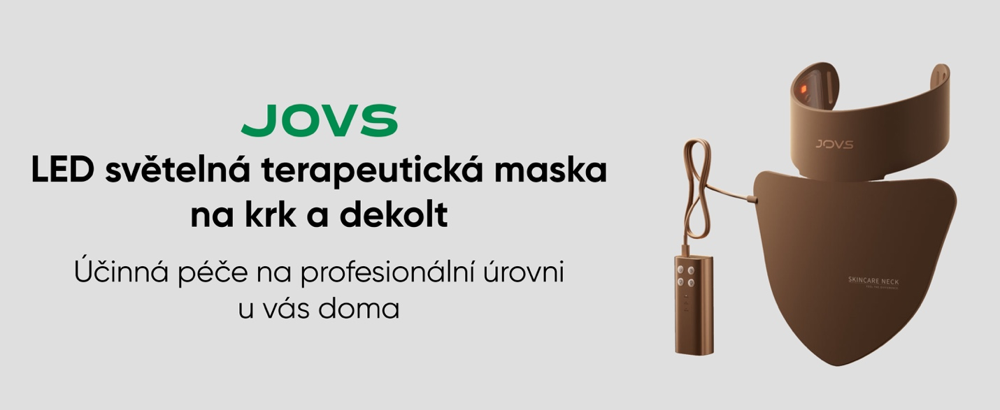 JOVS
LED světelná terapeutická maska
na krk a dekolt
Účinná péče na profesionální úrovni
u vás doma
JOVS
SKINCARE NECK